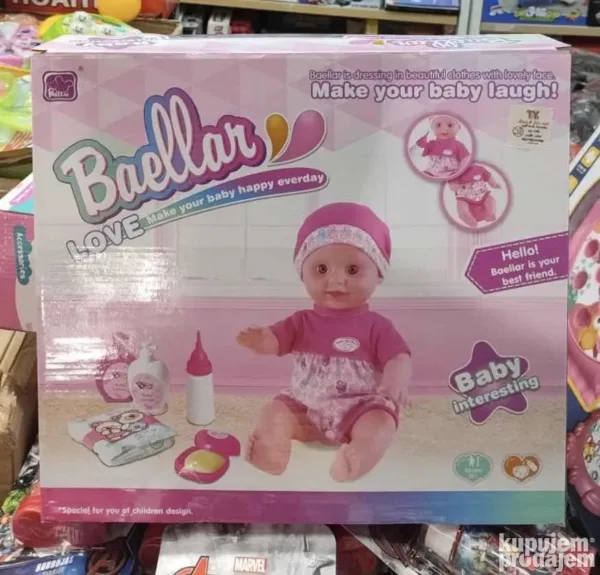 Baellar is dressing in beautiful clothes with lovely face.
Make your baby laugh!
Baellar
LOVE
Make your baby happy everday
Hello!
Baellar is your
best friend.
Accessories
Baby
interesting
*Special for you of children design.
MARVEL
kupujem
prodajem